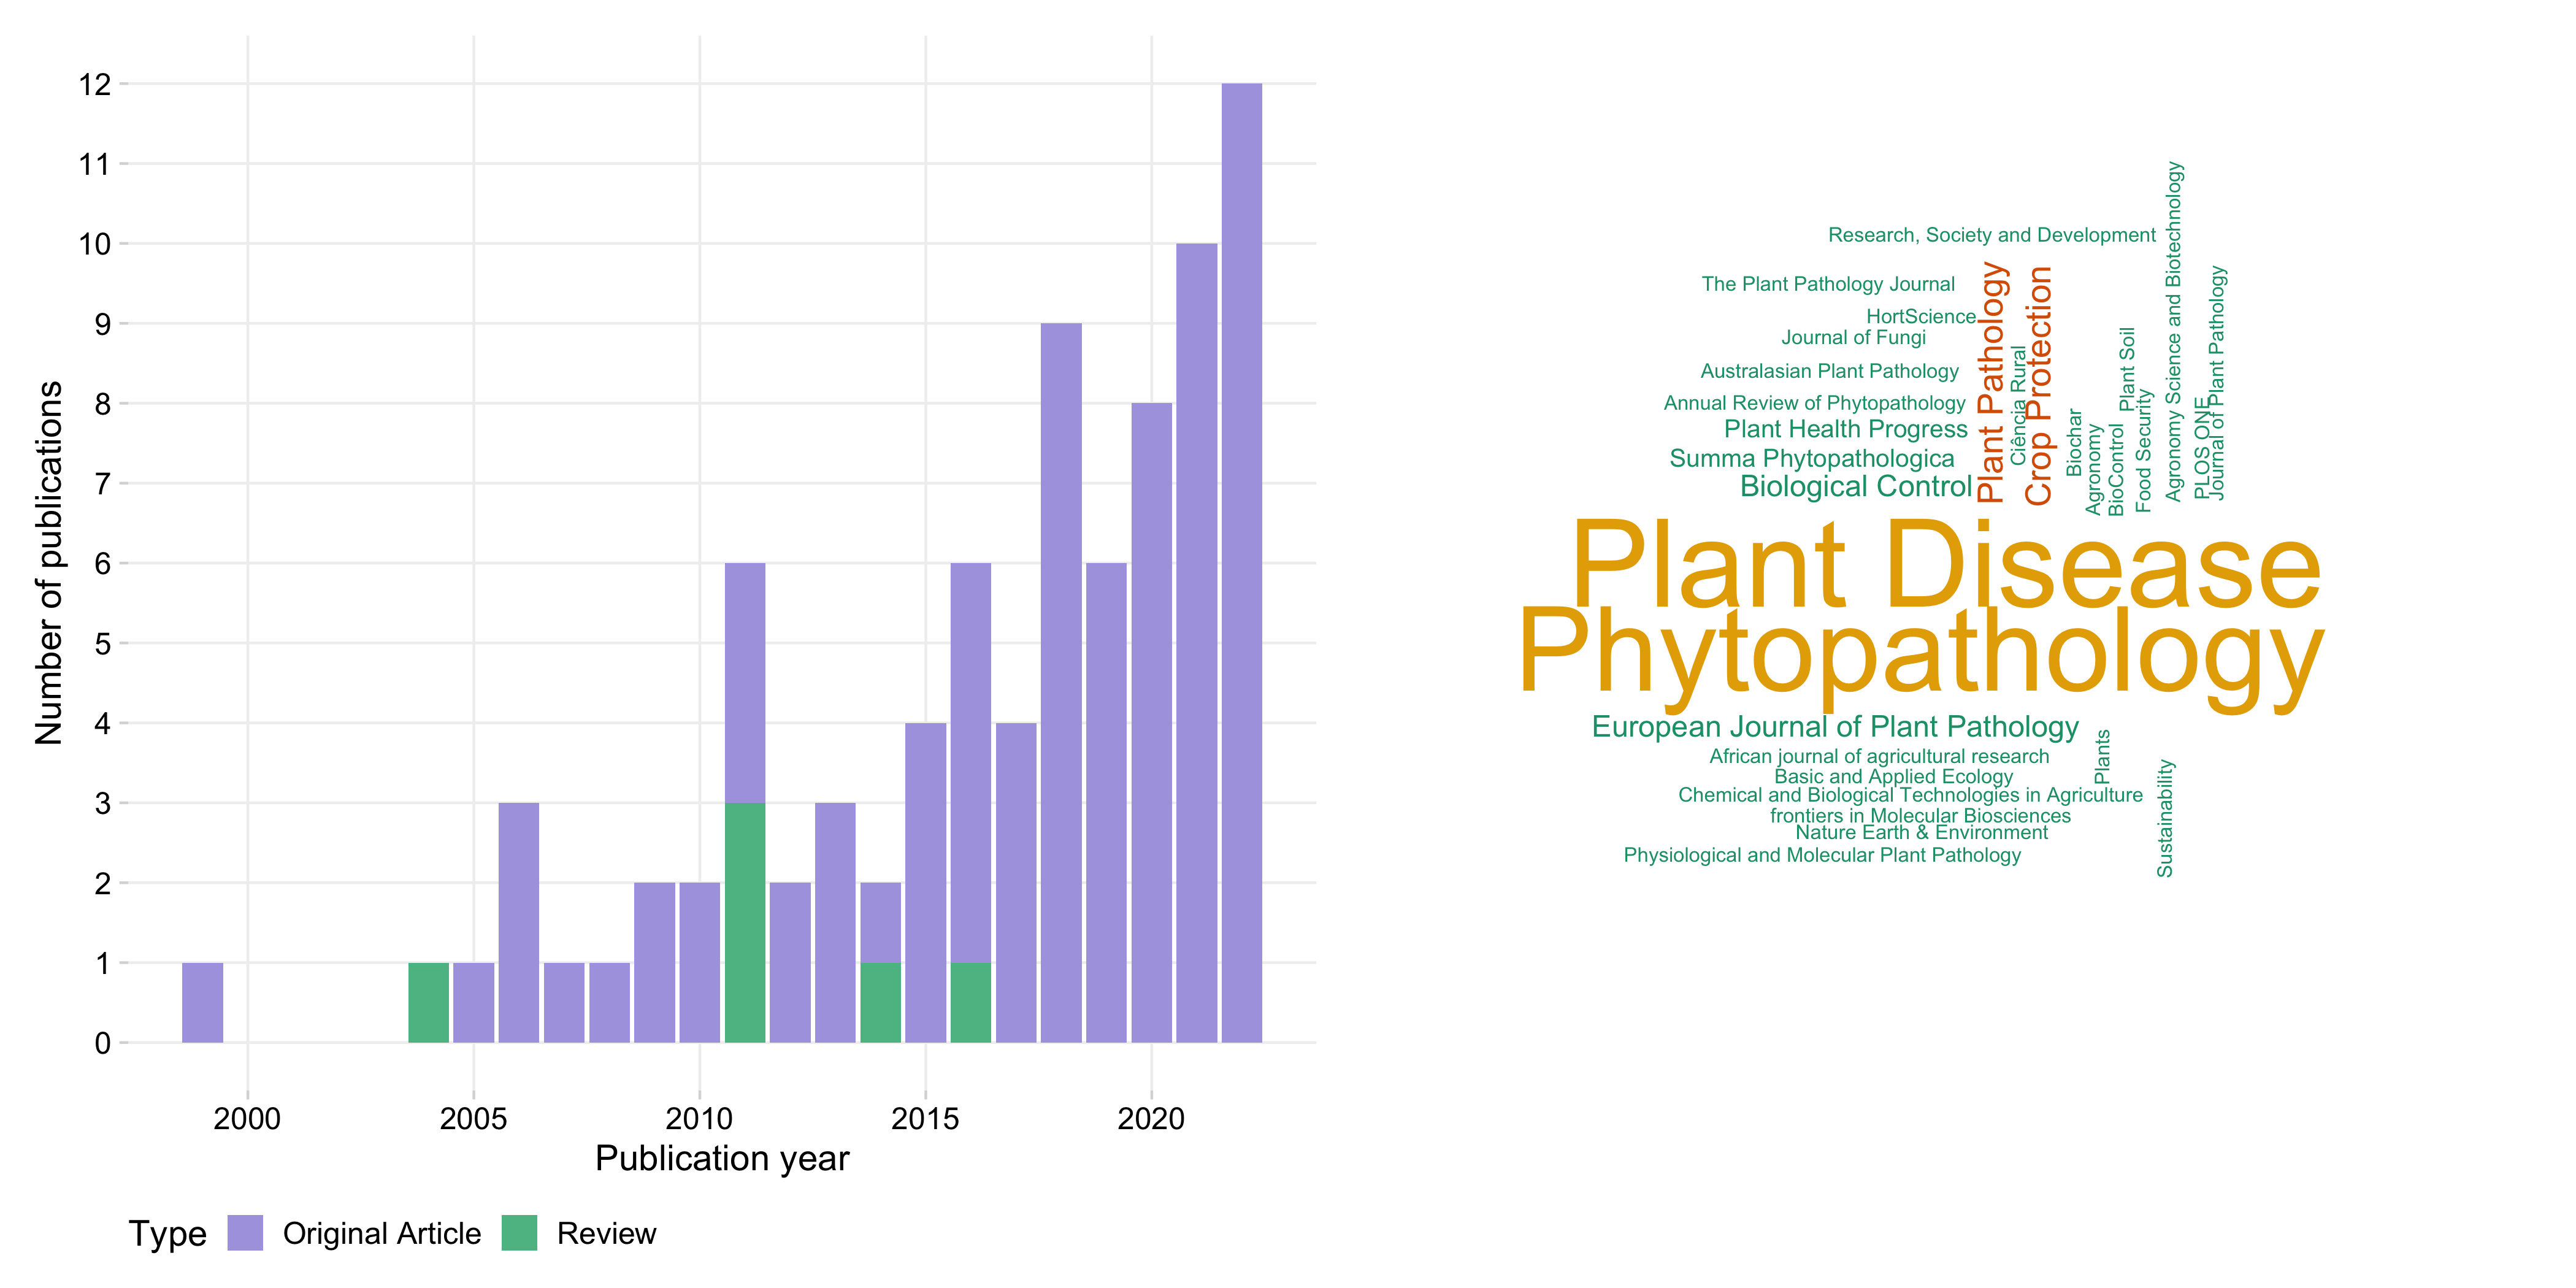 12
11
10
9
8
7
6
5
4
3
2
1
0
Number of publications
2000 2005 2010 2015 2020
Publication year
Type Original Article Review
Research, Society and Development
The Plant Pathology Journal
HortScience
Journal of Fungi
Australasian Plant Pathology
Annual Review of Phytopathology
Plant Health Progress
Summa Phytopathologica
Biological Control
Plant Pathology
Ciência Rural
Crop Protection
Biochar
Agronomy
BioControl
Plant Soil
Food Security
Agronomy Science and Biotechnology
PLOS ONE
Journal of Plant Pathology
Plant Disease
Phytopathology
European Journal of Plant Pathology
African journal of agricultural research
Basic and Applied Ecology
Chemical and Biological Technologies in Agriculture
frontiers in Molecular Biosciences
Nature Earth & Environment
Physiological and Molecular Plant Pathology
Plants
Sustainability